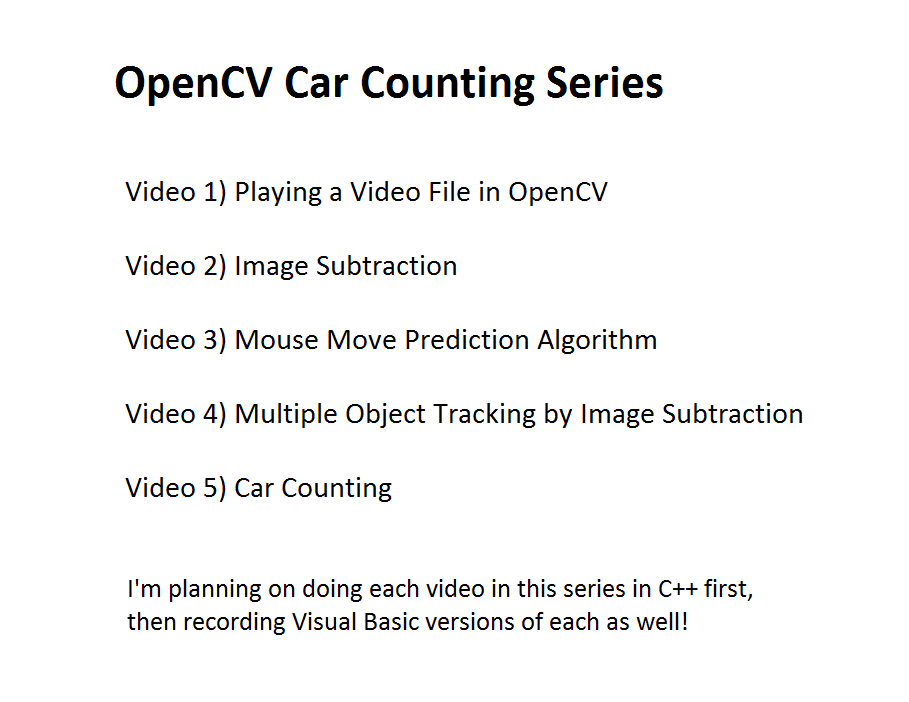 OpenCV Car Counting Series
Video 1) Playing a Video File in OpenCV
Video 2) Image Subtraction
Video 3) Mouse Move Prediction Algorithm
Video 4) Multiple Object Tracking by Image Subtraction
Video 5) Car Counting
I'm planning on doing each video in this series in C++ first,
then recording Visual Basic versions of each as well!